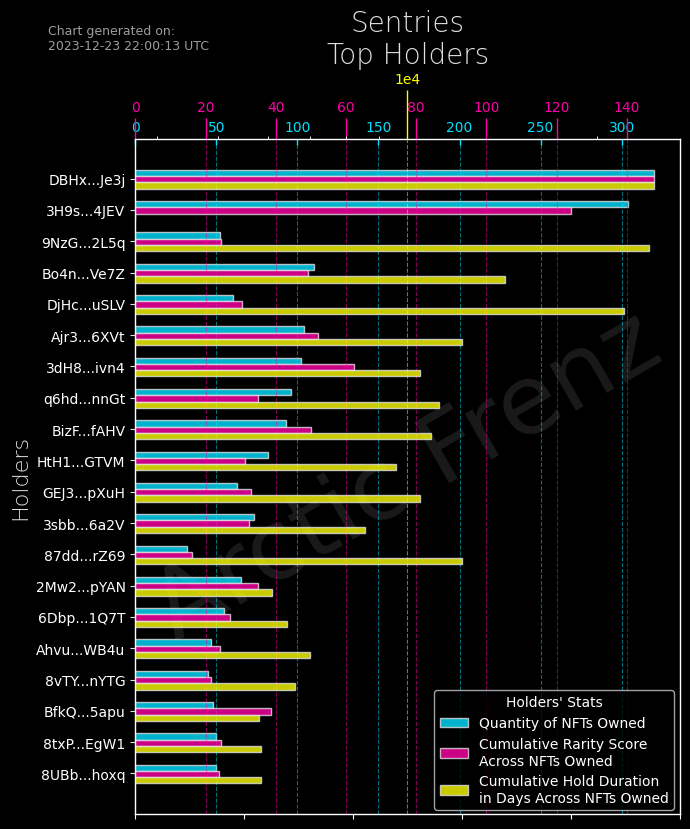 Chart generated on:
2023-12-23 22:00:13 UTC
Sentries
Top Holders
1e4
0 20 40 60 80 100 120 140
0 50 100 150 200 250 300
Holders
DBHx...Je3j
3H9s...4JEV
9NzG...2L5q
Bo4n...Ve7Z
DjHc...uSLV
Ajr3...6XVt
3dH8...ivn4
q6hd...nnGt
BizF...fAHV
HtH1...GTVM
GEJ3...pXuH
3sbb...6a2V
87dd...rZ69
2Mw2...pYAN
6Dbp...1Q7T
Ahvu...WB4u
8vTY...nYTG
BfkQ...5apu
8txP...EgW1
8UBb...hoxq
Arctic Frenz
Holders' Stats
Quantity of NFTs Owned
Cumulative Rarity Score
Across NFTs Owned
Cumulative Hold Duration
in Days Across NFTs Owned